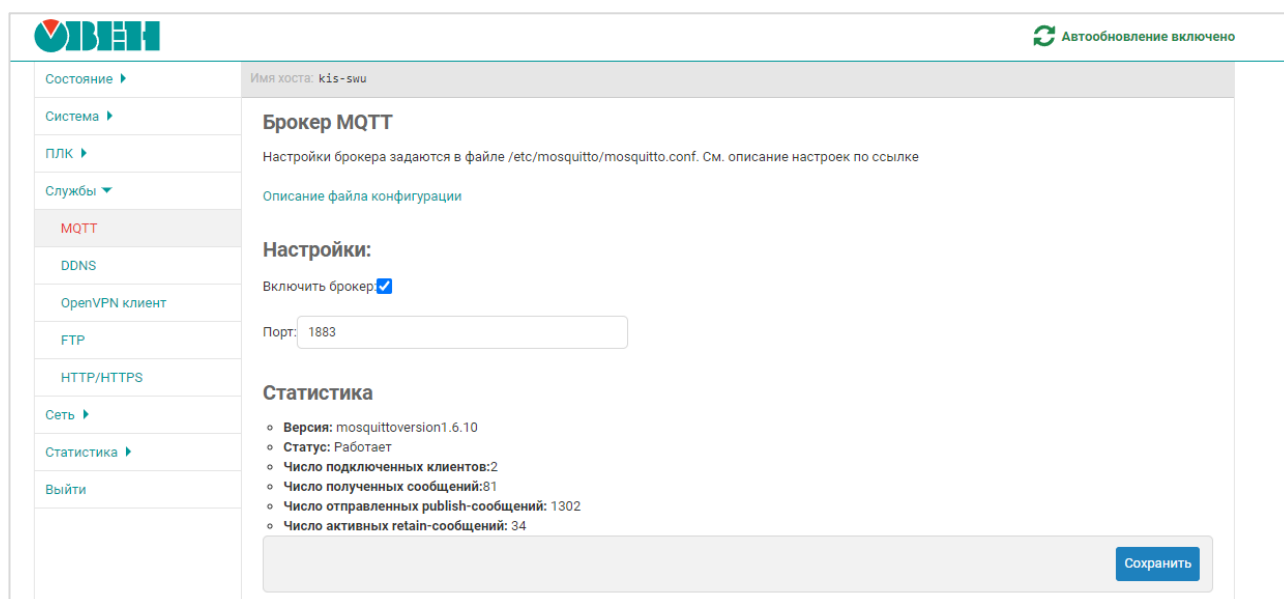 ОВЕН
Автообновление включено
Состояние
Имя хоста: kis-swu
Система
ПЛК
Службы
MQTT
DDNS
OpenVPN клиент
FTP
HTTP/HTTPS
Сеть
Статистика
Выйти
Брокер MQTT
Настройки брокера задаются в файле /etc/mosquitto/mosquitto.conf. См. описание настроек по ссылке
Описание файла конфигурации
Настройки:
Включить брокер:
Порт: 1883
Статистика
Версия: mosquittoversion1.6.10
Статус: Работает
Число подключенных клиентов:2
Число полученных сообщений:81
Число отправленных publish-сообщений: 1302
Число активных retain-сообщений: 34
Сохранить